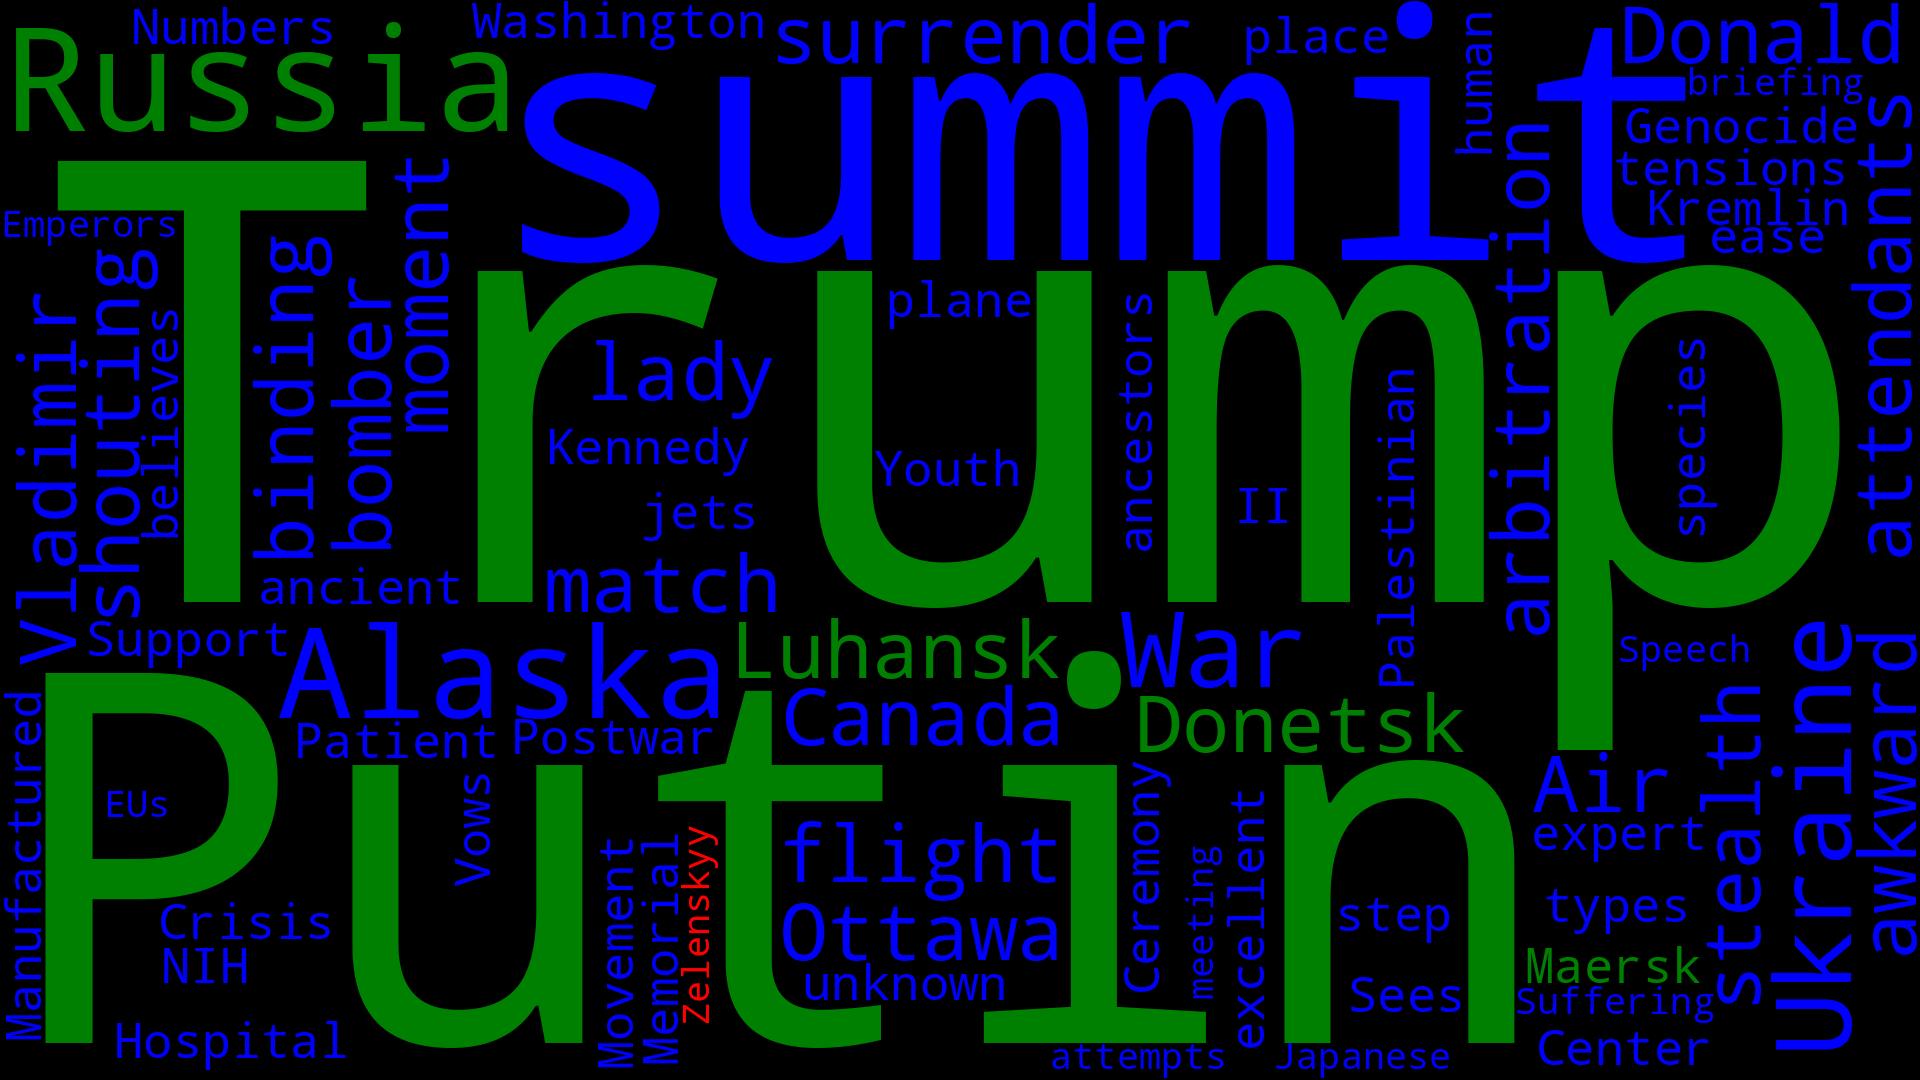 Numbers
Washington
surrender
place
human
Donald
Russia
summit
briefing
Genocide
tensions
Kremlin
ease
attendants
Trump
Emperors
moment
arbitration
Vladimir
shouting
believes
binding
bomber
plane
lady
ancestors
Kennedy
Youth
Palestinian
species
jets
II
ancient
match
Support
Alaska
Luhansk
War
Speech
Ukraine
awkward
Manufactured
Putin
Patient
Postwar
Canada
Donetsk
stealth
Air
expert
EUs
Vows
Movement
Memorial
Zelenskyy
flight
Ceremony
meeting
excellent
step
types
Crisis
NIH
Ottawa
unknown
Sees
Maersk
Suffering
Hospital
attempts
Japanese
Center